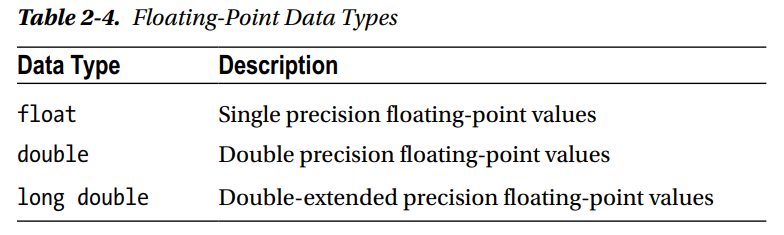 Table 2-4. Floating-Point Data Types
Data Type Description
float Single precision floating-point values
double Double precision floating-point values
long double Double-extended precision floating-point values